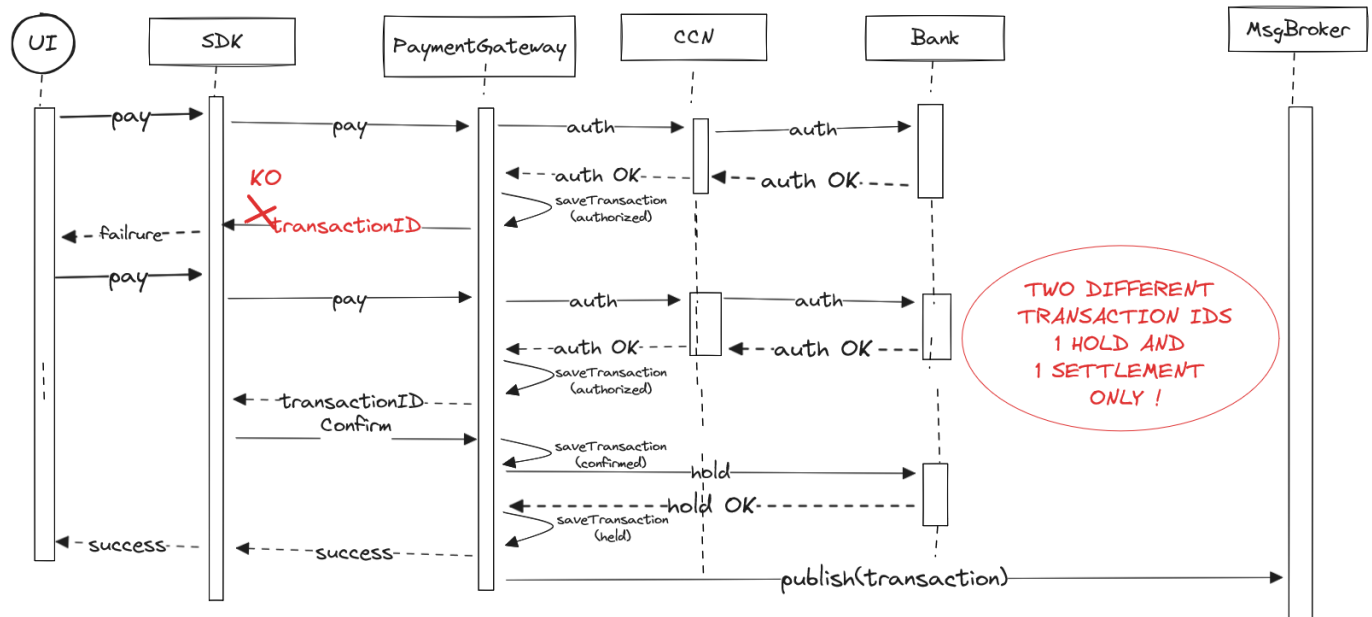 UI
SDK
PaymentGateway
CCN
Bank
MsgBroker
pay
pay
auth
auth
auth OK
auth OK
KO
saveTransaction
(authorized)
transactionID
failrure
pay
pay
auth
auth
auth OK
auth OK
saveTransaction
(authorized)
transactionID
Confirm
TWO DIFFERENT
TRANSACTION IDS
1 HOLD AND
1 SETTLEMENT
ONLY !
saveTransaction
(confirmed)
hold
hold OK
saveTransaction
(held)
success
success
publish(transaction)